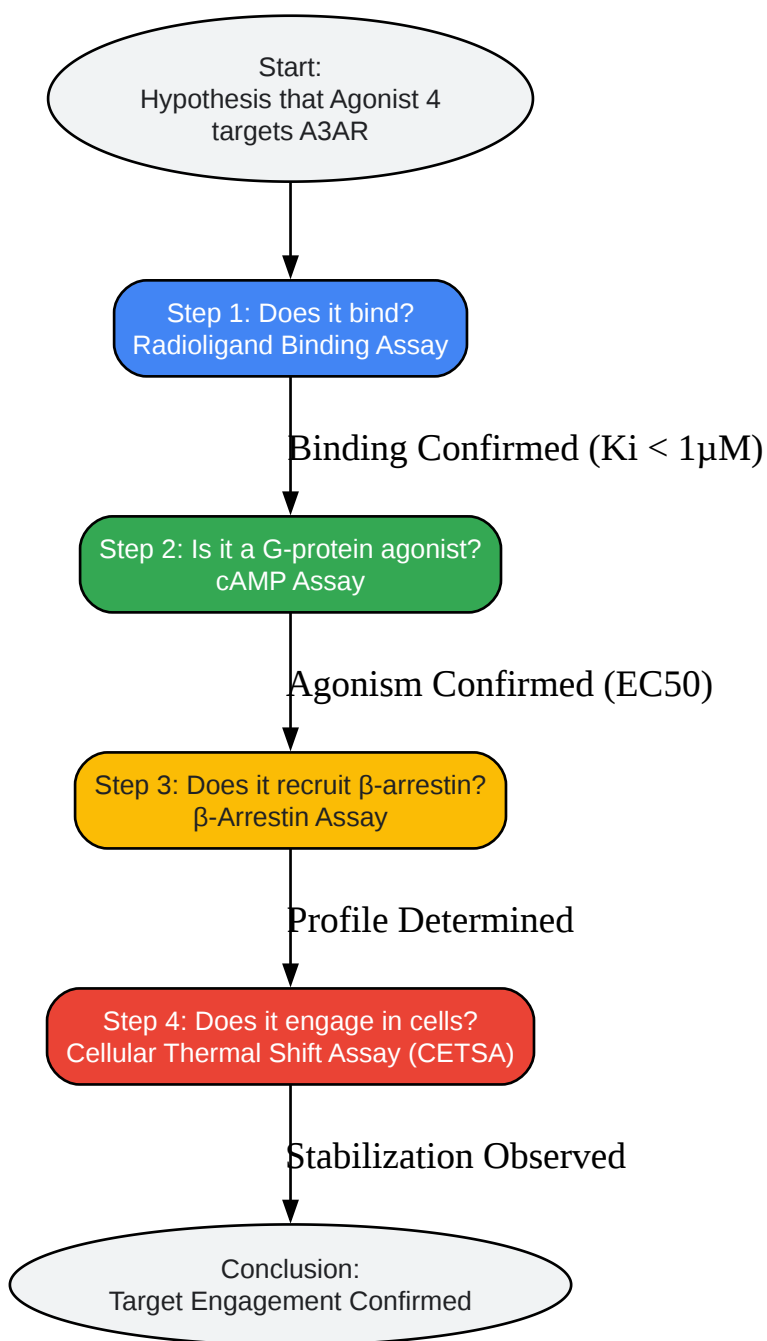 Start:
Hypothesis that Agonist 4
targets A3AR
Step 1: Does it bind?
Radioligand Binding Assay
Binding Confirmed (Ki < 1µM)
Step 2: Is it a G-protein agonist?
cAMP Assay
Agonism Confirmed (EC50)
Step 3: Does it recruit β-arrestin?
β-Arrestin Assay
Profile Determined
Step 4: Does it engage in cells?
Cellular Thermal Shift Assay (CETSA)
Stabilization Observed
Conclusion:
Target Engagement Confirmed